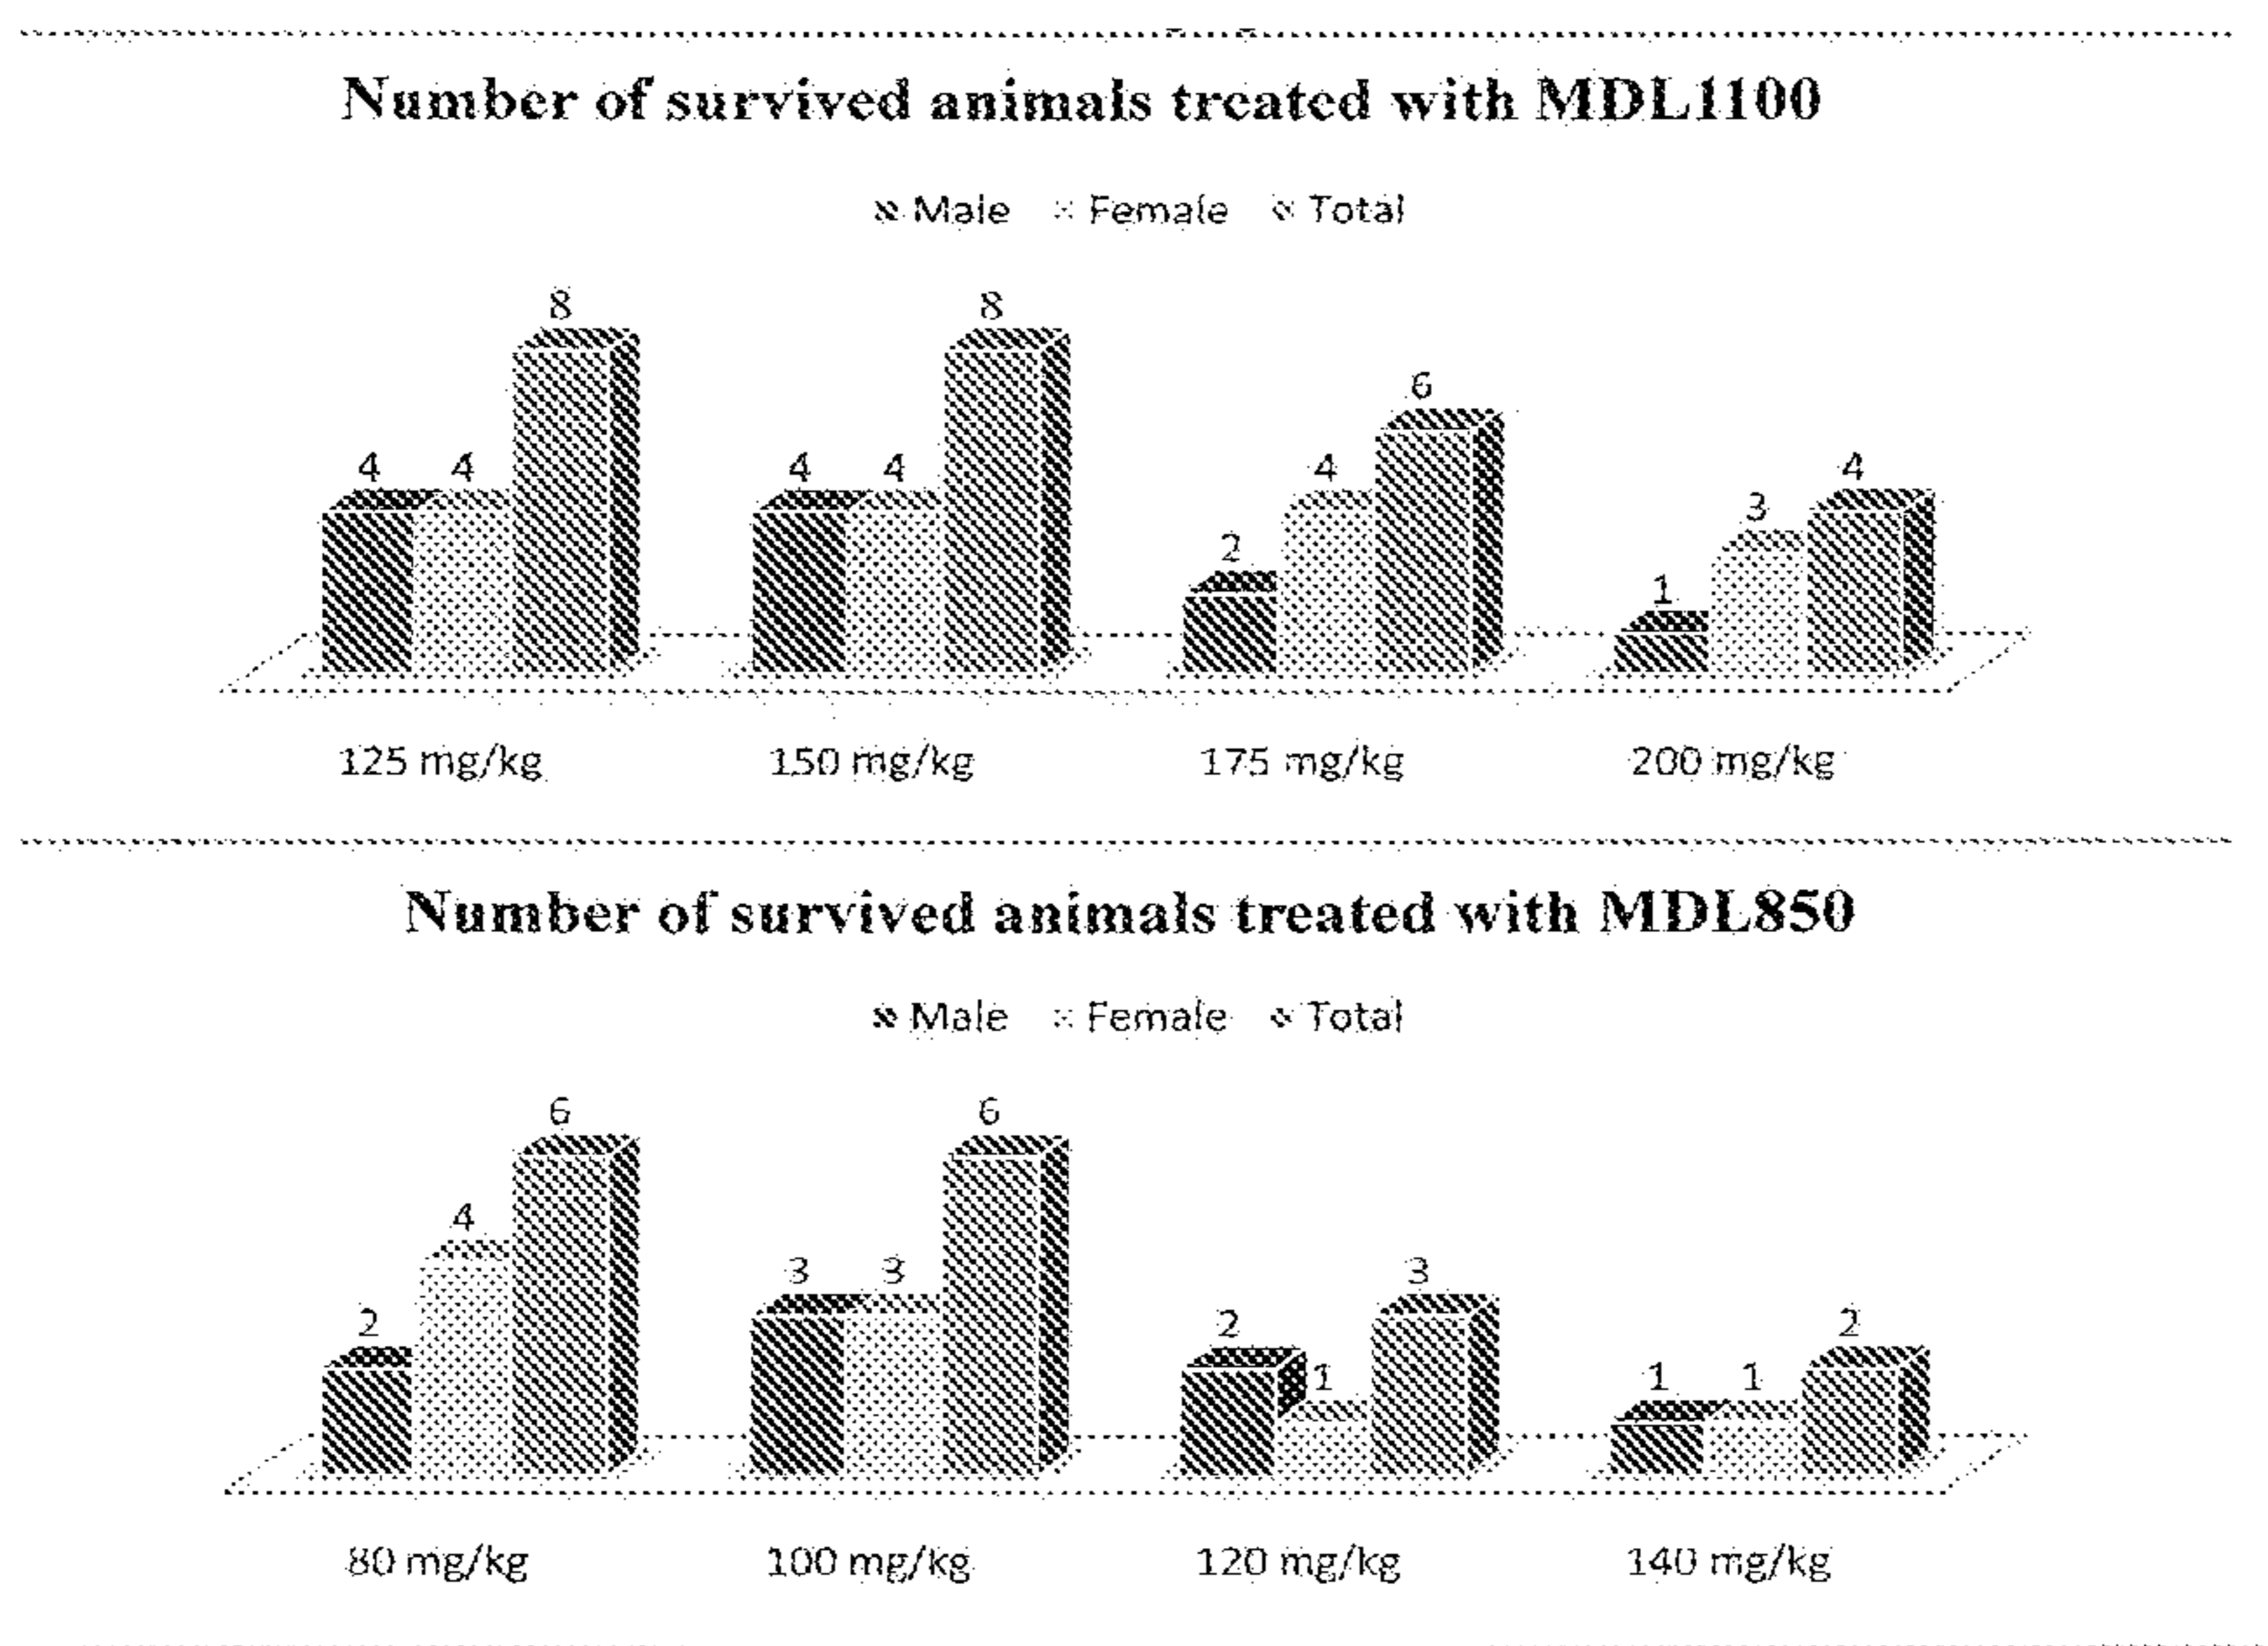 Number of survived animals treated with MDL1100
Male Female Total
8 8
6
4 4 4 4 4 4
3
2
1
125 mg/kg 150 mg/kg 175 mg/kg 200 mg/kg
Number of survived animals treated with MDL850
Male Female Total
6 6
4
3 3 3
2 2 2
1 1 1
80 mg/kg 100 mg/kg 120 mg/kg 140 mg/kg